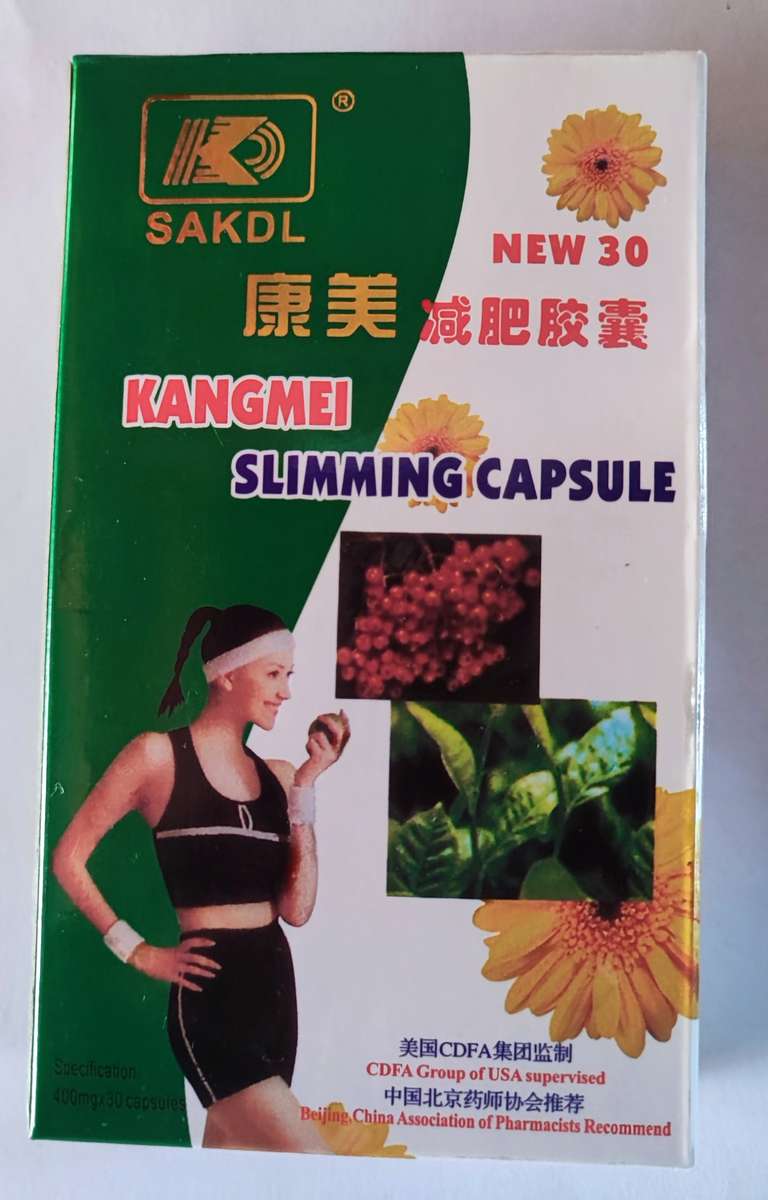 ®
SAKDL
NEW 30
康美 减肥胶囊
KANGMEI
SLIMMING CAPSULE
美国CDFA集团监制
CDFA Group of USA supervised
中国北京药师协会推荐
Beijing,China Association of Pharmacists Recommend
Specification
400mgx30capsules